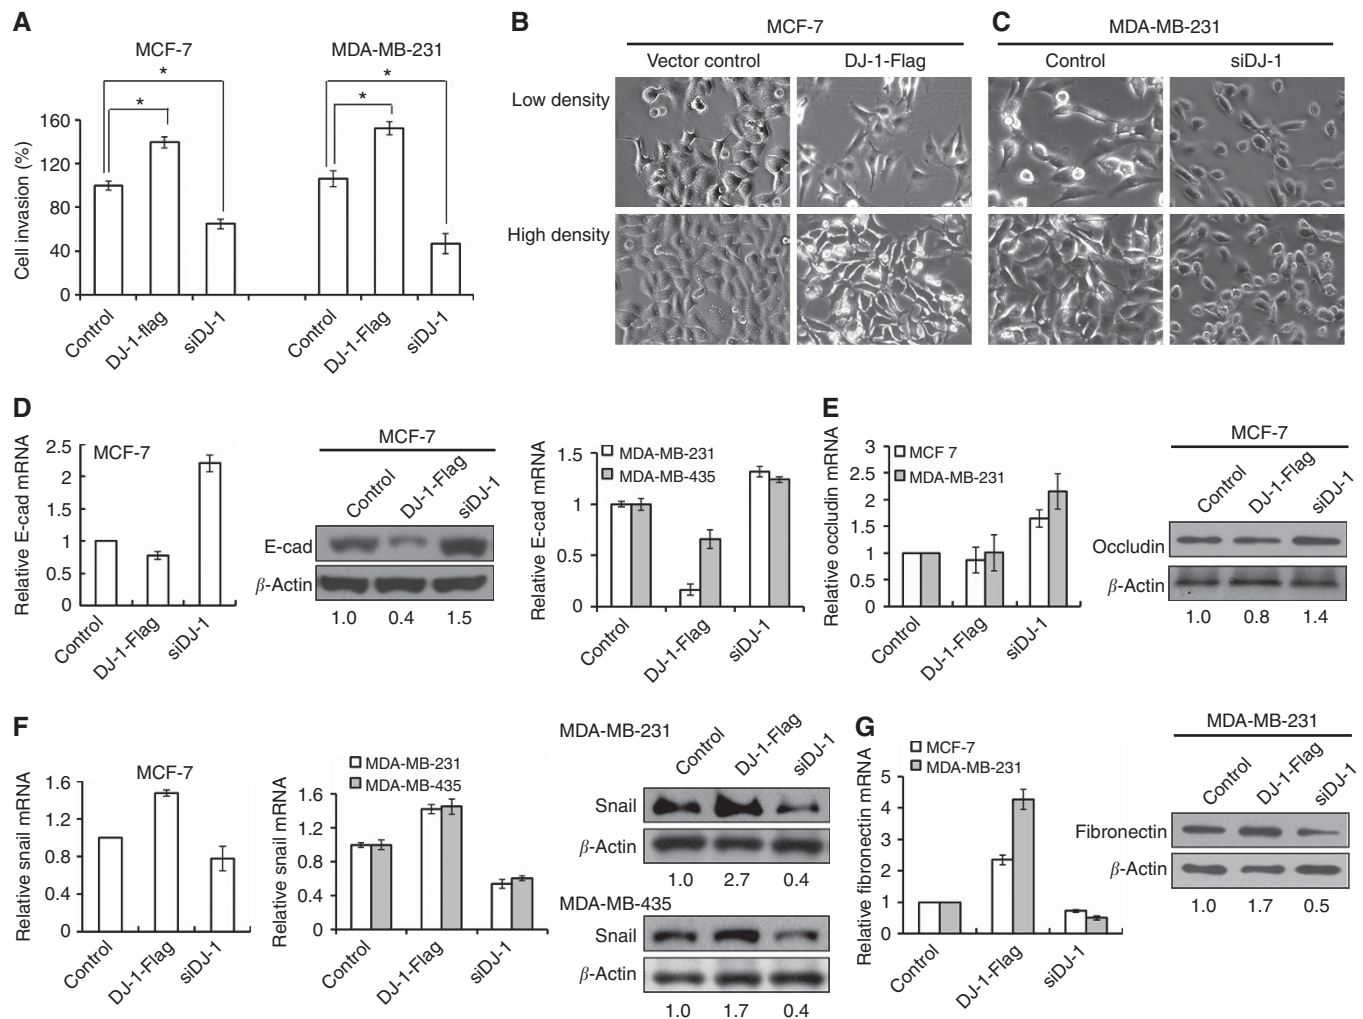 A
MCF-7
MDA-MB-231
*
*
*
*
Cell invasion (%)
160
120
80
40
0
Control
DJ-1-flag
siDJ-1
Control
DJ-1-Flag
siDJ-1
B
MCF-7
Vector control
DJ-1-Flag
Low density
High density
C
MDA-MB-231
Control
siDJ-1
D
Relative E-cad mRNA
MCF-7
2.5
2
1.5
1
0.5
0
Control
DJ-1-Flag
siDJ-1
MCF-7
Control
DJ-1-Flag
siDJ-1
E-cad
β-Actin
1.0 0.4 1.5
Relative E-cad mRNA
MDA-MB-231
MDA-MB-435
1.5
1
0.5
0
Control
DJ-1-Flag
siDJ-1
E
Relative occludin mRNA
MCF 7
MDA-MB-231
3
2.5
2
1.5
1
0.5
0
Control
DJ-1-Flag
siDJ-1
MCF-7
Control
DJ-1-Flag
siDJ-1
Occludin
β-Actin
1.0 0.8 1.4
F
Relative snail mRNA
MCF-7
1.6
1.2
0.8
0.4
0
Control
DJ-1-Flag
siDJ-1
Relative snail mRNA
MDA-MB-231
MDA-MB-435
1.6
1.2
0.8
0.4
0
Control
DJ-1-Flag
siDJ-1
MDA-MB-231
Control
DJ-1-Flag
siDJ-1
Snail
β-Actin
1.0 2.7 0.4
MDA-MB-435
Snail
β-Actin
1.0 1.7 0.4
G
Relative fibronectin mRNA
MCF-7
MDA-MB-231
5
4
3
2
1
0
Control
DJ-1-Flag
siDJ-1
MDA-MB-231
Control
DJ-1-Flag
siDJ-1
Fibronectin
β-Actin
1.0 1.7 0.5